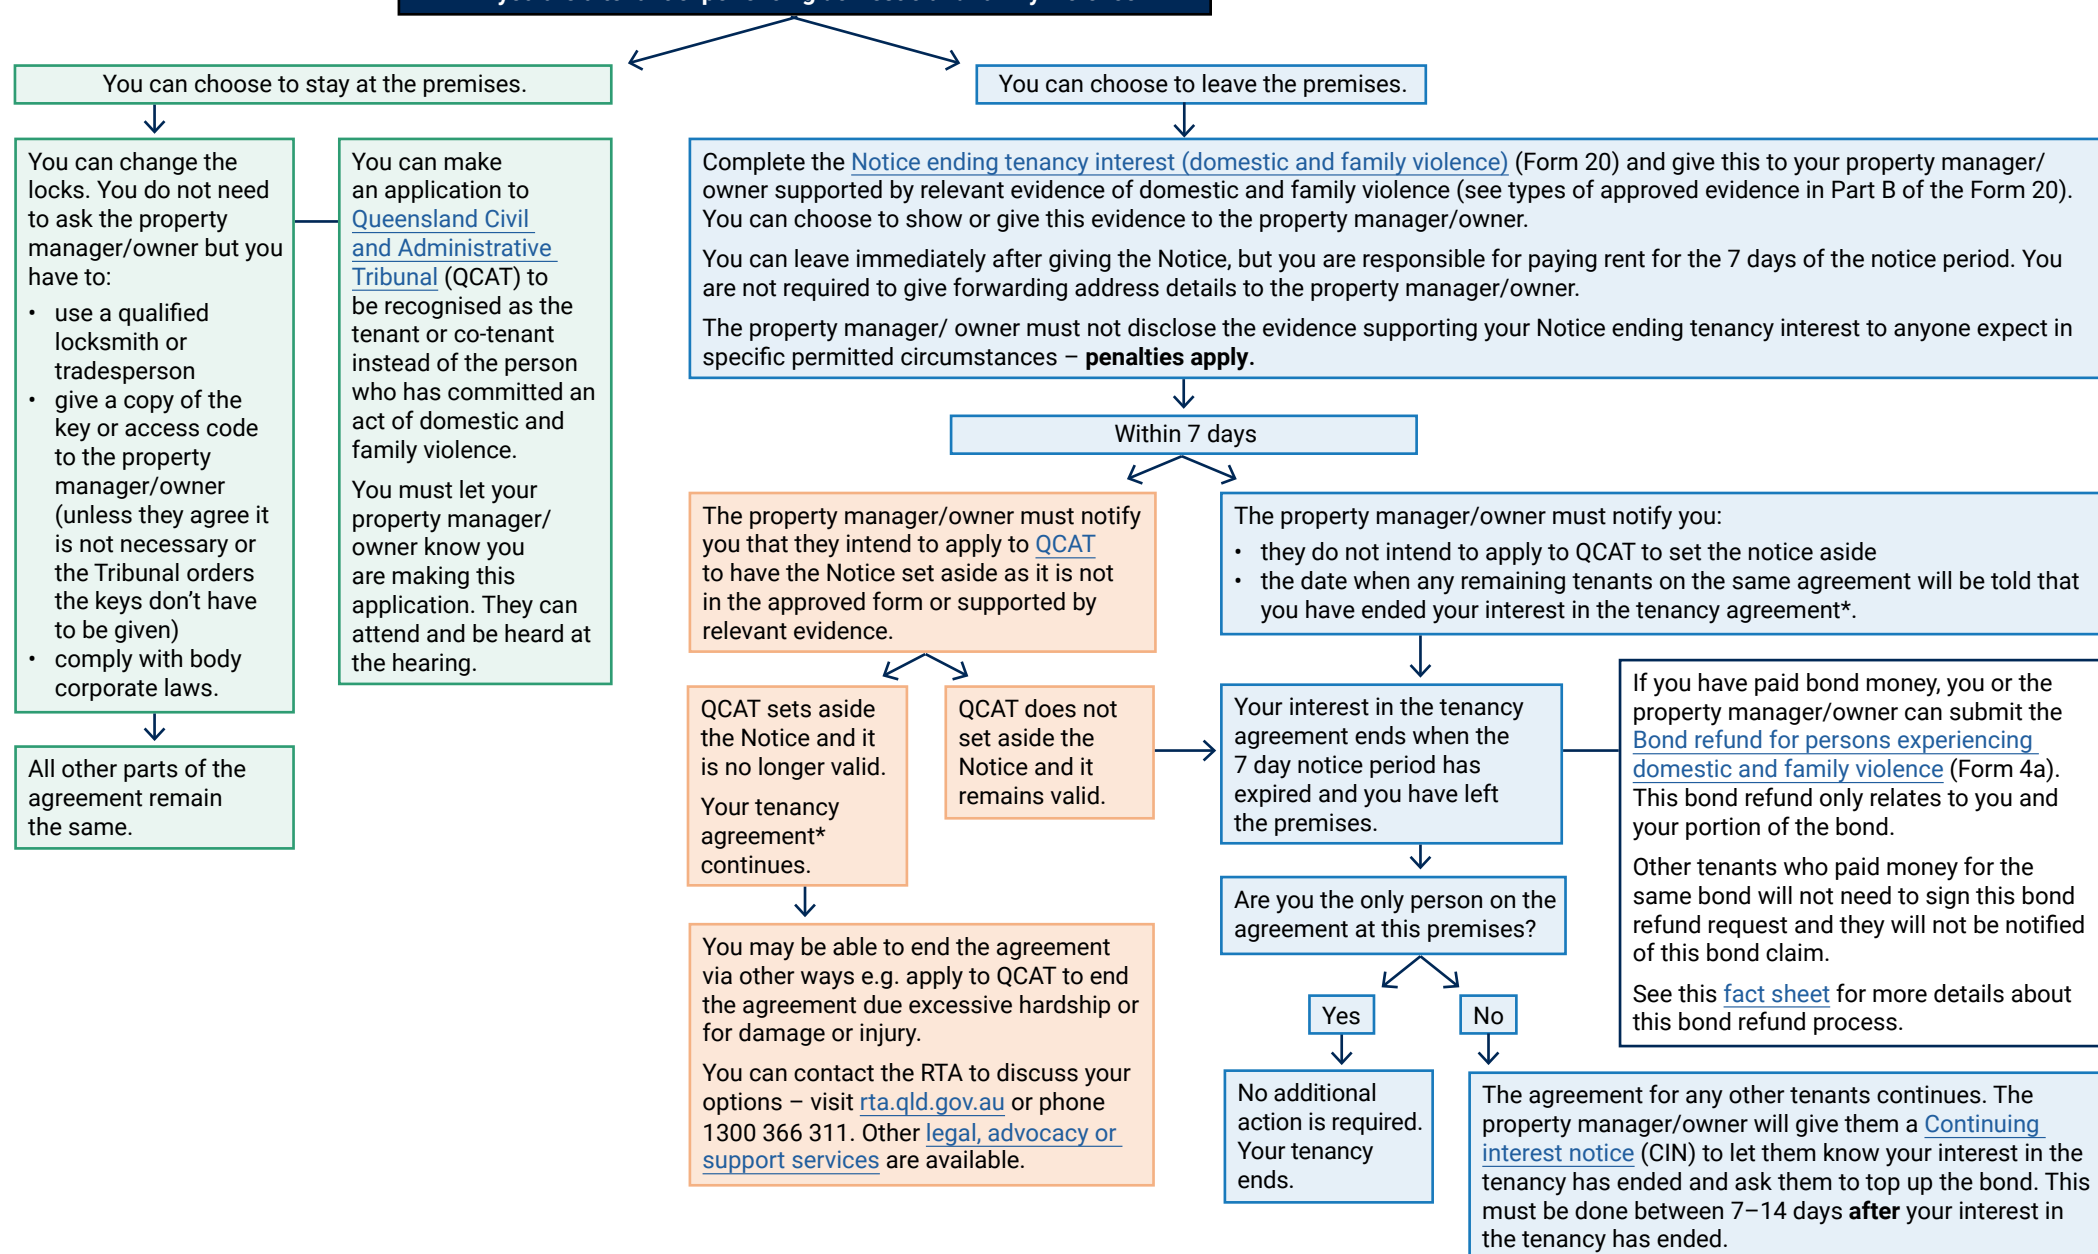 You can choose to stay at the premises.
You can change the
locks. You do not need
to ask the property
manager/owner but you
have to:
• use a qualified
locksmith or
tradesperson
• give a copy of the
key or access code
to the property
manager/owner
(unless they agree it
is not necessary or
the Tribunal orders
the keys don't have
to be given)
• comply with body
corporate laws.
All other parts of the
agreement remain
the same.
You can make
an application to
Queensland Civil
and Administrative
Tribunal (QCAT) to
be recognised as the
tenant or co-tenant
instead of the person
who has committed an
act of domestic and
family violence.
You must let your
property manager/
owner know you
are making this
application. They can
attend and be heard at
the hearing.
You can choose to leave the premises.
Complete the Notice ending tenancy interest (domestic and family violence) (Form 20) and give this to your property manager/
owner supported by relevant evidence of domestic and family violence (see types of approved evidence in Part B of the Form 20).
You can choose to show or give this evidence to the property manager/owner.
You can leave immediately after giving the Notice, but you are responsible for paying rent for the 7 days of the notice period. You
are not required to give forwarding address details to the property manager/owner.
The property manager/ owner must not disclose the evidence supporting your Notice ending tenancy interest to anyone expect in
specific permitted circumstances – penalties apply.
Within 7 days
The property manager/owner must notify
you that they intend to apply to QCAT
to have the Notice set aside as it is not
in the approved form or supported by
relevant evidence.
QCAT sets aside
the Notice and it
is no longer valid.
Your tenancy
agreement*
continues.
QCAT does not
set aside the
Notice and it
remains valid.
You may be able to end the agreement
via other ways e.g. apply to QCAT to end
the agreement due excessive hardship or
for damage or injury.
You can contact the RTA to discuss your
options – visit rta.qld.gov.au or phone
1300 366 311. Other legal, advocacy or
support services are available.
The property manager/owner must notify you:
• they do not intend to apply to QCAT to set the notice aside
• the date when any remaining tenants on the same agreement will be told that
you have ended your interest in the tenancy agreement*.
Your interest in the tenancy
agreement ends when the
7 day notice period has
expired and you have left
the premises.
If you have paid bond money, you or the
property manager/owner can submit the
Bond refund for persons experiencing
domestic and family violence (Form 4a).
This bond refund only relates to you and
your portion of the bond.
Other tenants who paid money for the
same bond will not need to sign this bond
refund request and they will not be notified
of this bond claim.
See this fact sheet for more details about
this bond refund process.
Are you the only person on the
agreement at this premises?
Yes
No
No additional
action is required.
Your tenancy
ends.
The agreement for any other tenants continues. The
property manager/owner will give them a Continuing
interest notice (CIN) to let them know your interest in the
tenancy has ended and ask them to top up the bond. This
must be done between 7–14 days after your interest in
the tenancy has ended.